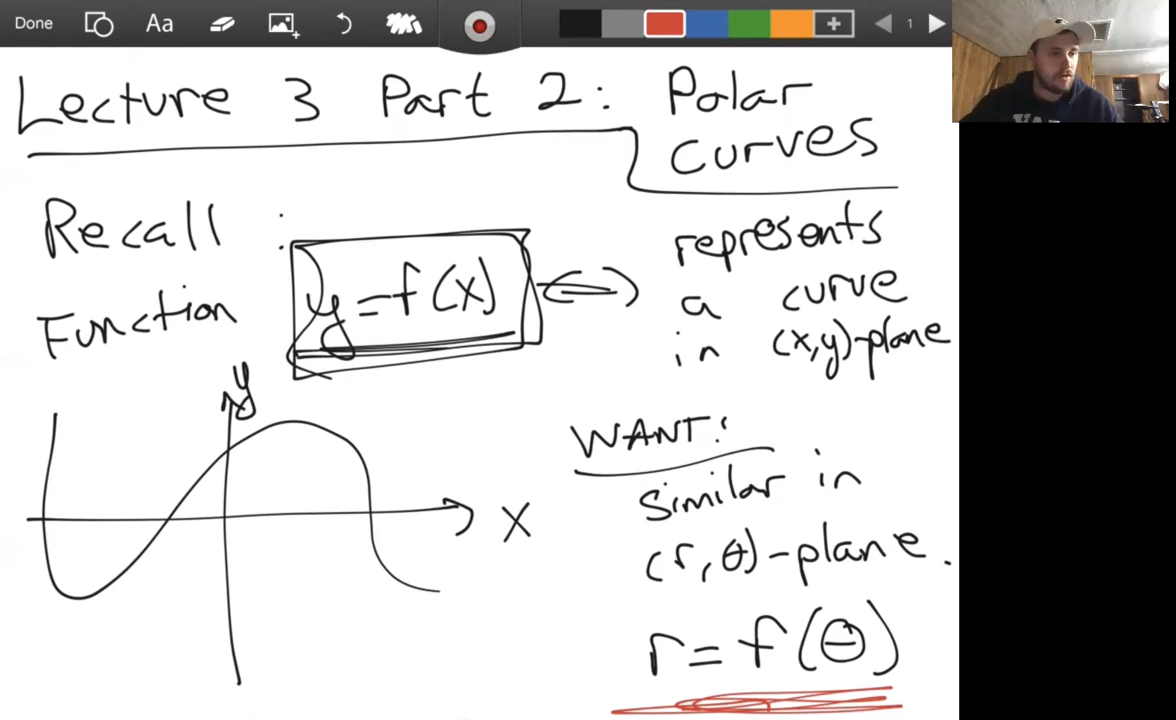 Done
Aa
1
Lecture 3 Part 2: Polar
Curves
Recall :
Function
y=f(x)
represents
a curve
in (x,y)-plane
y
x
WANT:
Similar in
(r,θ)-plane.
r=f(θ)